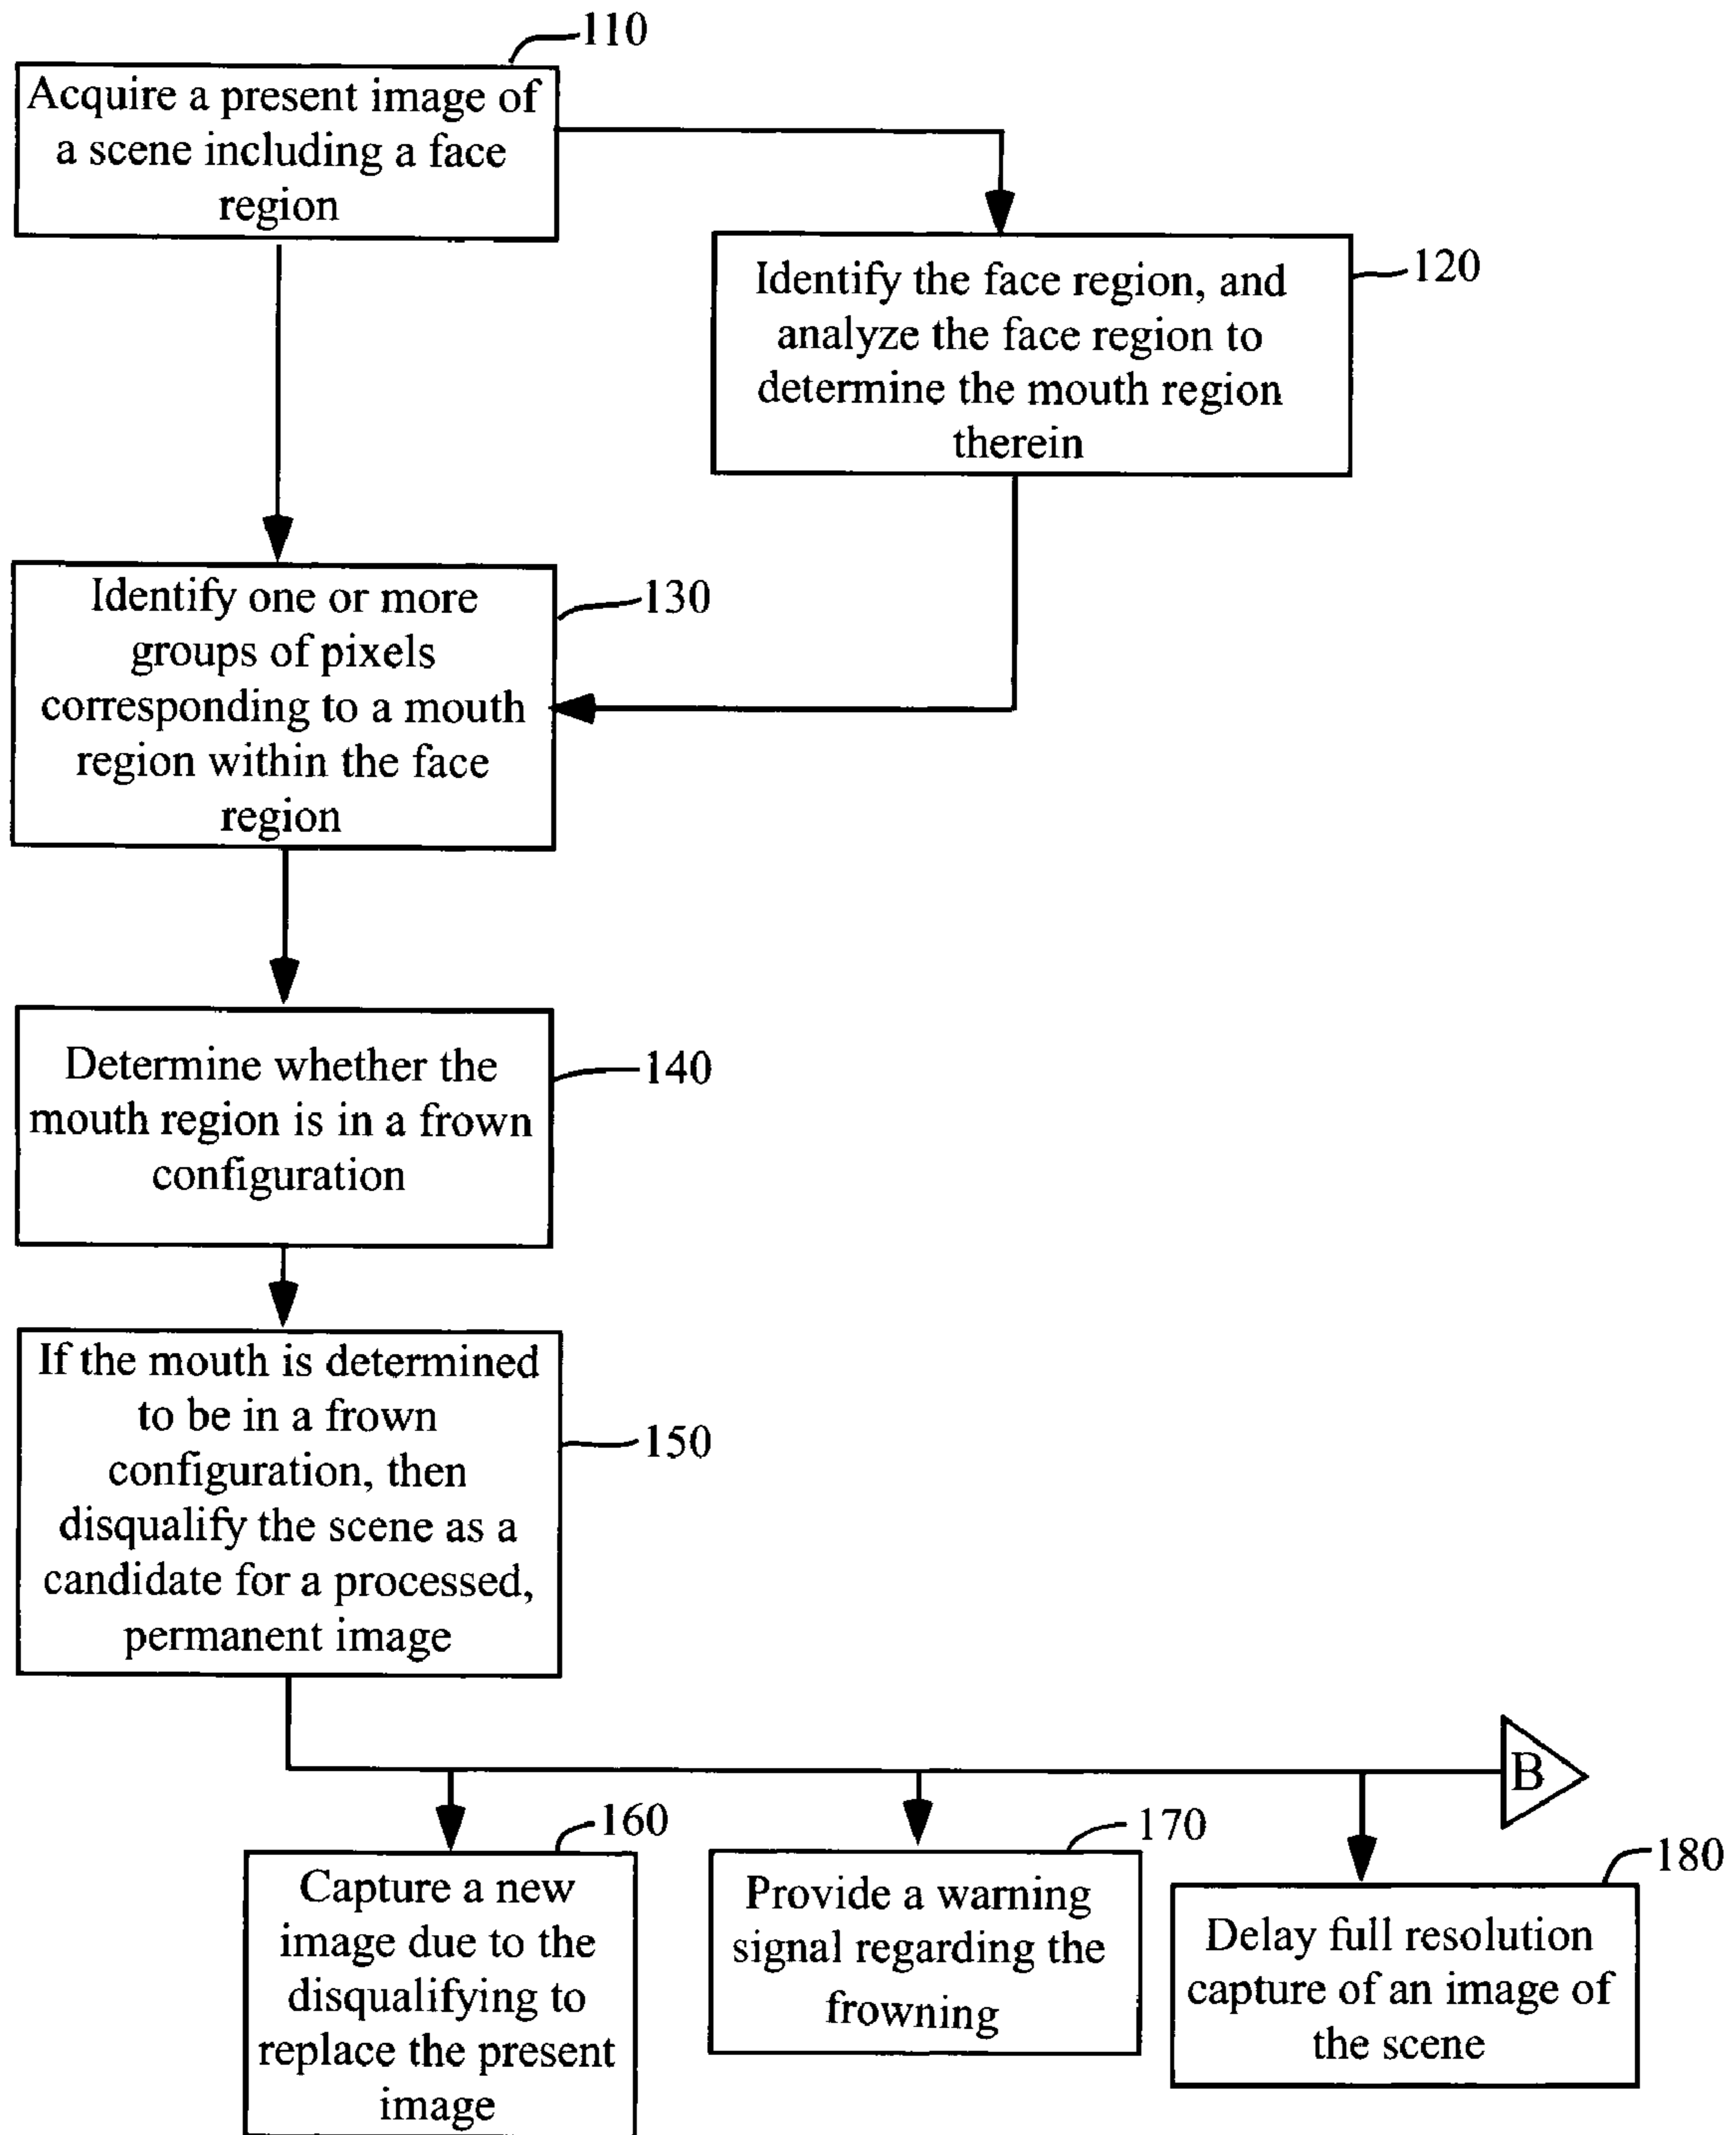 110
Acquire a present image of
a scene including a face
region
120
Identify the face region, and
analyze the face region to
determine the mouth region
therein
130
Identify one or more
groups of pixels
corresponding to a mouth
region within the face
region
140
Determine whether the
mouth region is in a frown
configuration
150
If the mouth is determined
to be in a frown
configuration, then
disqualify the scene as a
candidate for a processed,
permanent image
B
160
Capture a new
image due to the
disqualifying to
replace the present
image
170
Provide a warning
signal regarding the
frowning
180
Delay full resolution
capture of an image of
the scene